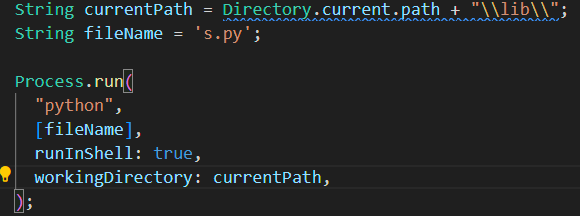 String currentPath = Directory.current.path + "\\lib\\";
String fileName = 's.py';
Process.run(
"python",
[fileName],
runInShell: true,
workingDirectory: currentPath,
);